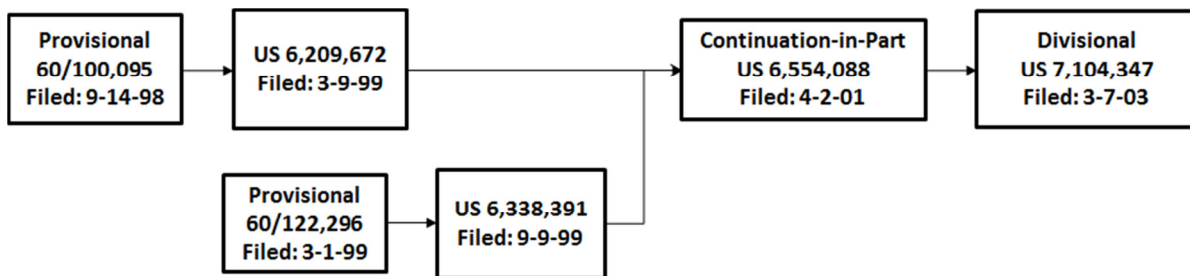 Provisional
60/100,095
Filed: 9-14-98
US 6,209,672
Filed: 3-9-99
Continuation-in-Part
US 6,554,088
Filed: 4-2-01
Divisional
US 7,104,347
Filed: 3-7-03
Provisional
60/122,296
Filed: 3-1-99
US 6,338,391
Filed: 9-9-99